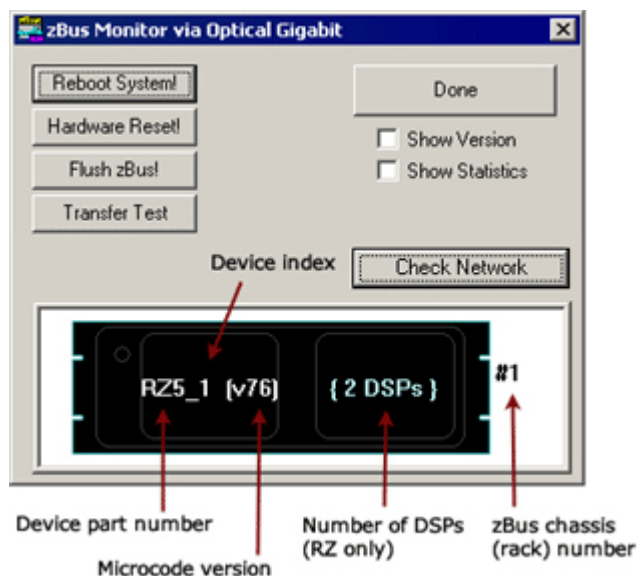 zBus Monitor via Optical Gigabit
Reboot System!
Done
Hardware Reset!
Show Version
Flush zBus!
Show Statistics
Transfer Test
Device index
Check Network
RZ5_1 (v76)
{ 2 DSPs }
#1
Device part number
Microcode version
Number of DSPs
(RZ only)
zBus chassis
(rack) number